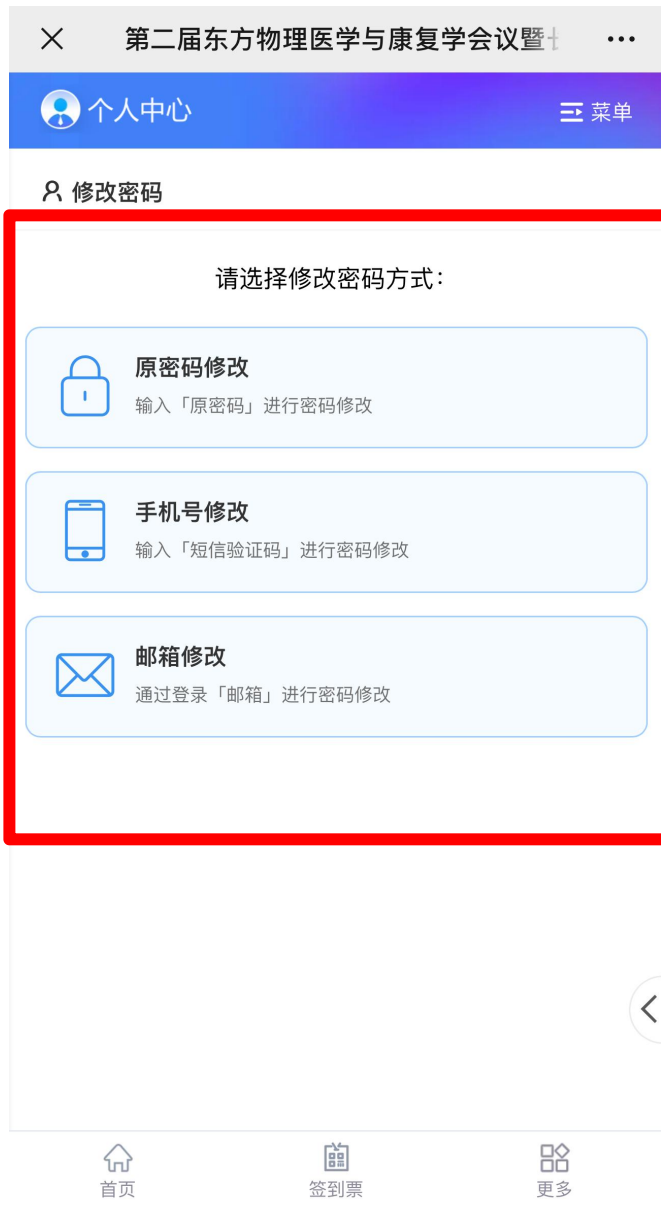 第二届东方物理医学与康复学会议暨
个人中心
菜单
修改密码
请选择修改密码方式：
原密码修改
输入「原密码」进行密码修改
手机号修改
输入「短信验证码」进行密码修改
邮箱修改
通过登录「邮箱」进行密码修改
首页
签到票
更多